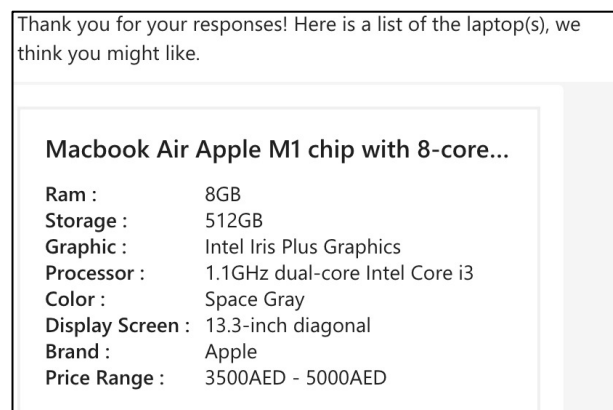 Thank you for your responses! Here is a list of the laptop(s), we
think you might like.
Macbook Air Apple M1 chip with 8-core...
Ram : 8GB
Storage : 512GB
Graphic : Intel Iris Plus Graphics
Processor : 1.1GHz dual-core Intel Core i3
Color : Space Gray
Display Screen : 13.3-inch diagonal
Brand : Apple
Price Range : 3500AED - 5000AED